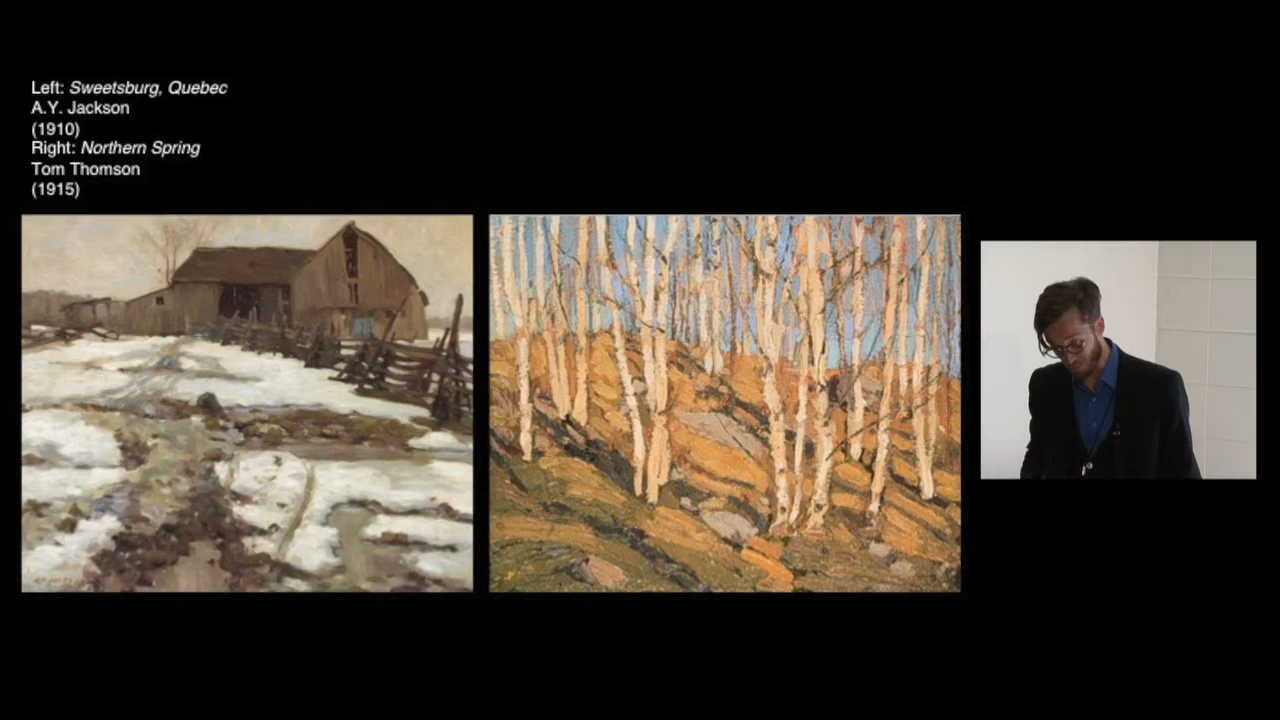 Left: Sweetsburg, Quebec
A.Y. Jackson
(1910)
Right: Northern Spring
Tom Thomson
(1915)